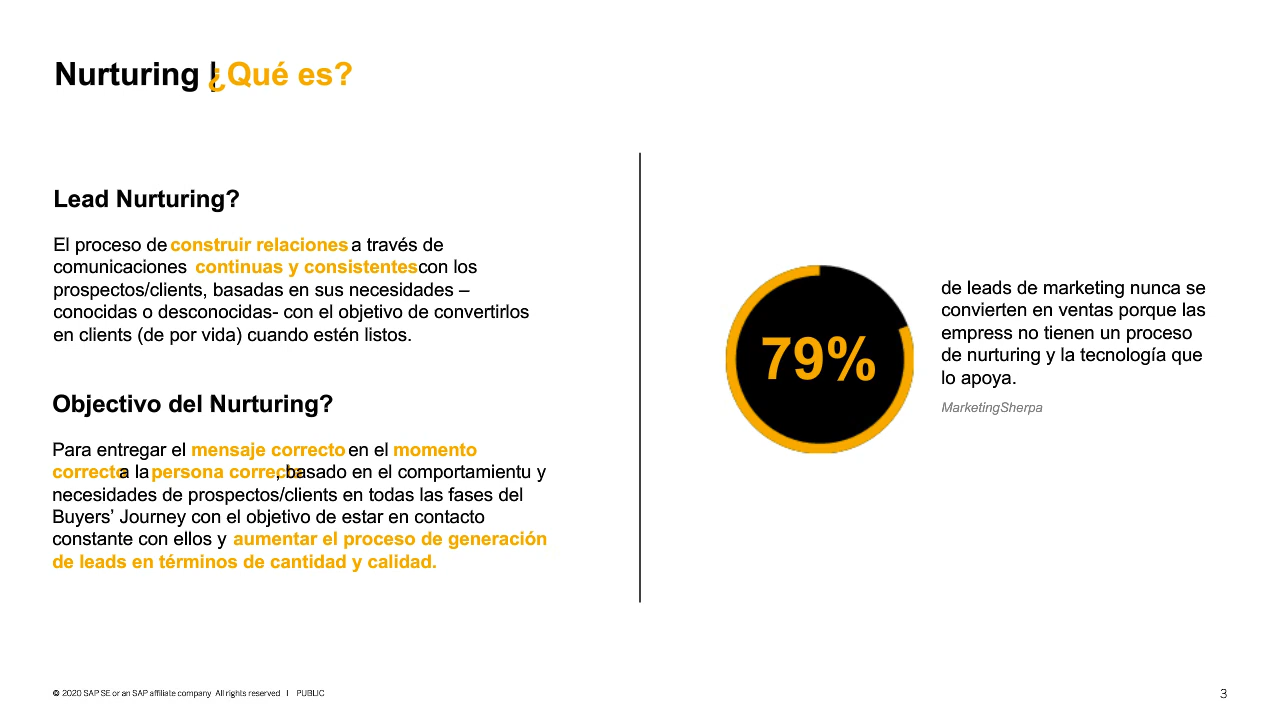 Nurturing | ¿Qué es?
Lead Nurturing?
El proceso de construir relaciones a través de
comunicaciones continuas y consistentes con los
prospectos/clients, basadas en sus necesidades –
conocidas o desconocidas- con el objetivo de convertirlos
en clients (de por vida) cuando estén listos.
Objectivo del Nurturing?
Para entregar el mensaje correcto en el momento
correcto a la persona correcta, basado en el comportamientu y
necesidades de prospectos/clients en todas las fases del
Buyers’ Journey con el objetivo de estar en contacto
constante con ellos y aumentar el proceso de generación
de leads en términos de cantidad y calidad.
79%
de leads de marketing nunca se
convierten en ventas porque las
empress no tienen un proceso
de nurturing y la tecnología que
lo apoya.
MarketingSherpa
© 2020 SAP SE or an SAP affiliate company. All rights reserved. | PUBLIC
3